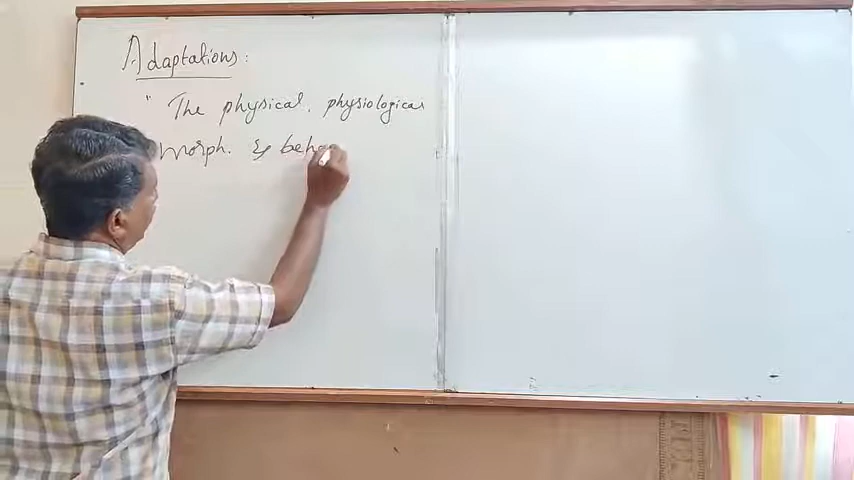 Adaptations:
" The physical, physiological
morph. & beha